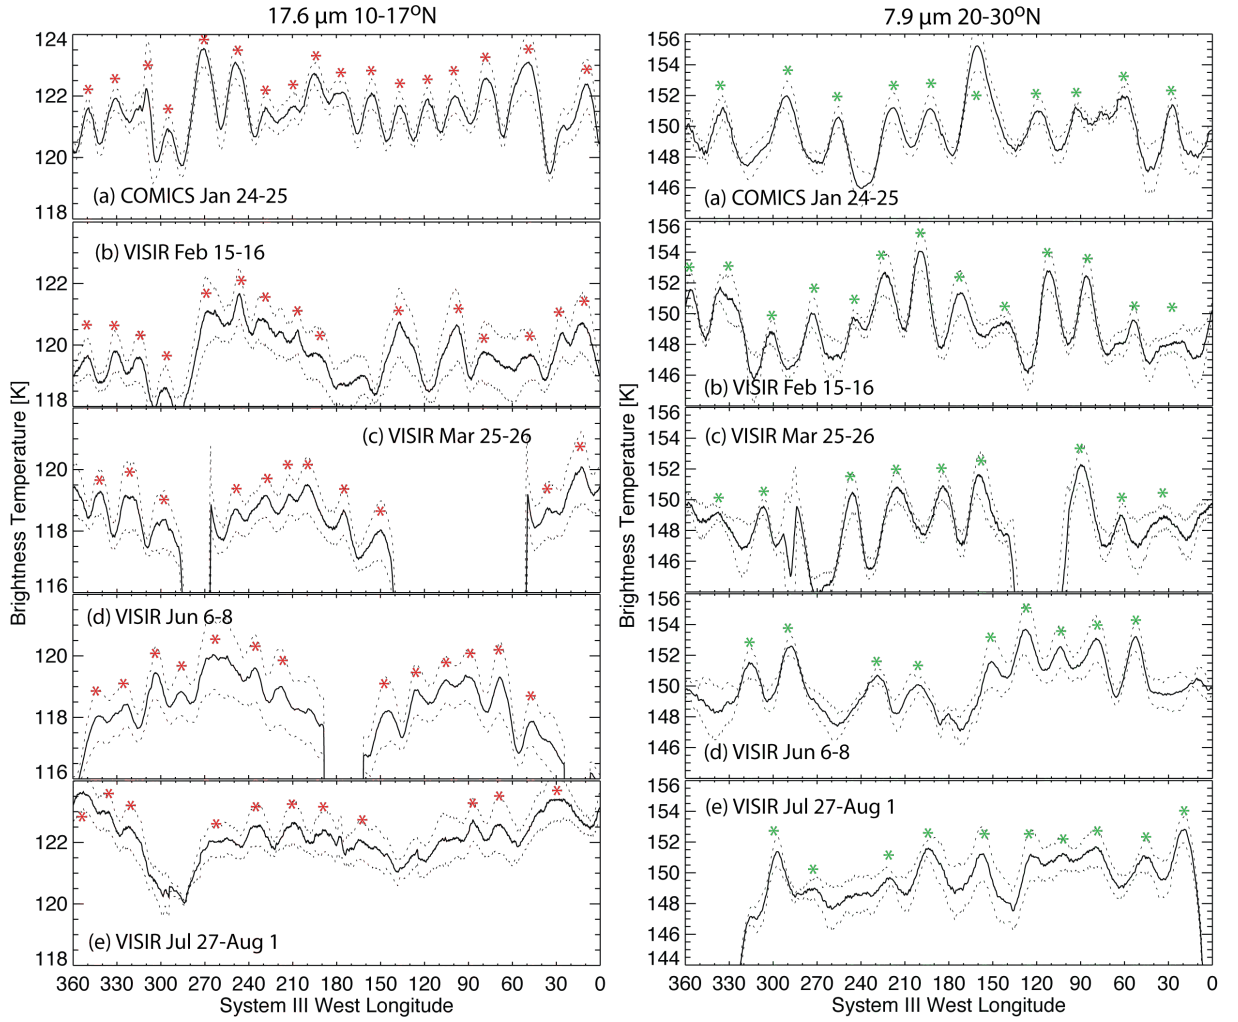 17.6 µm 10-17°N
124
122
120
118
(a) COMICS Jan 24-25
(b) VISIR Feb 15-16
122
120
118
(c) VISIR Mar 25-26
120
118
116
(d) VISIR Jun 6-8
120
118
116
122
120
118
(e) VISIR Jul 27-Aug 1
360 330 300 270 240 210 180 150 120 90 60 30 0
System III West Longitude
Brightness Temperature [K]
7.9 µm 20-30°N
156
154
152
150
148
146
(a) COMICS Jan 24-25
156
154
152
150
148
146
(b) VISIR Feb 15-16
156
(c) VISIR Mar 25-26
154
152
150
148
146
156
154
152
150
148
146
(d) VISIR Jun 6-8
156
(e) VISIR Jul 27-Aug 1
154
152
150
148
146
144
360 330 300 270 240 210 180 150 120 90 60 30 0
System III West Longitude
Brightness Temperature [K]